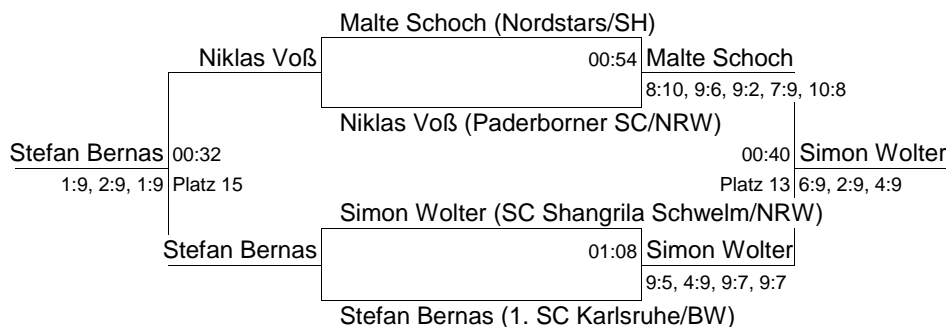 Malte Schoch (Nordstars/SH)
Niklas Voß 00:54 Malte Schoch
8:10, 9:6, 9:2, 7:9, 10:8
Niklas Voß (Paderborner SC/NRW)
Stefan Bernas 00:32 00:40 Simon Wolter
1:9, 2:9, 1:9 Platz 15 Platz 13 6:9, 2:9, 4:9
Simon Wolter (SC Shangrila Schwelm/NRW)
Stefan Bernas 01:08 Simon Wolter
9:5, 4:9, 9:7, 9:7
Stefan Bernas (1. SC Karlsruhe/BW)